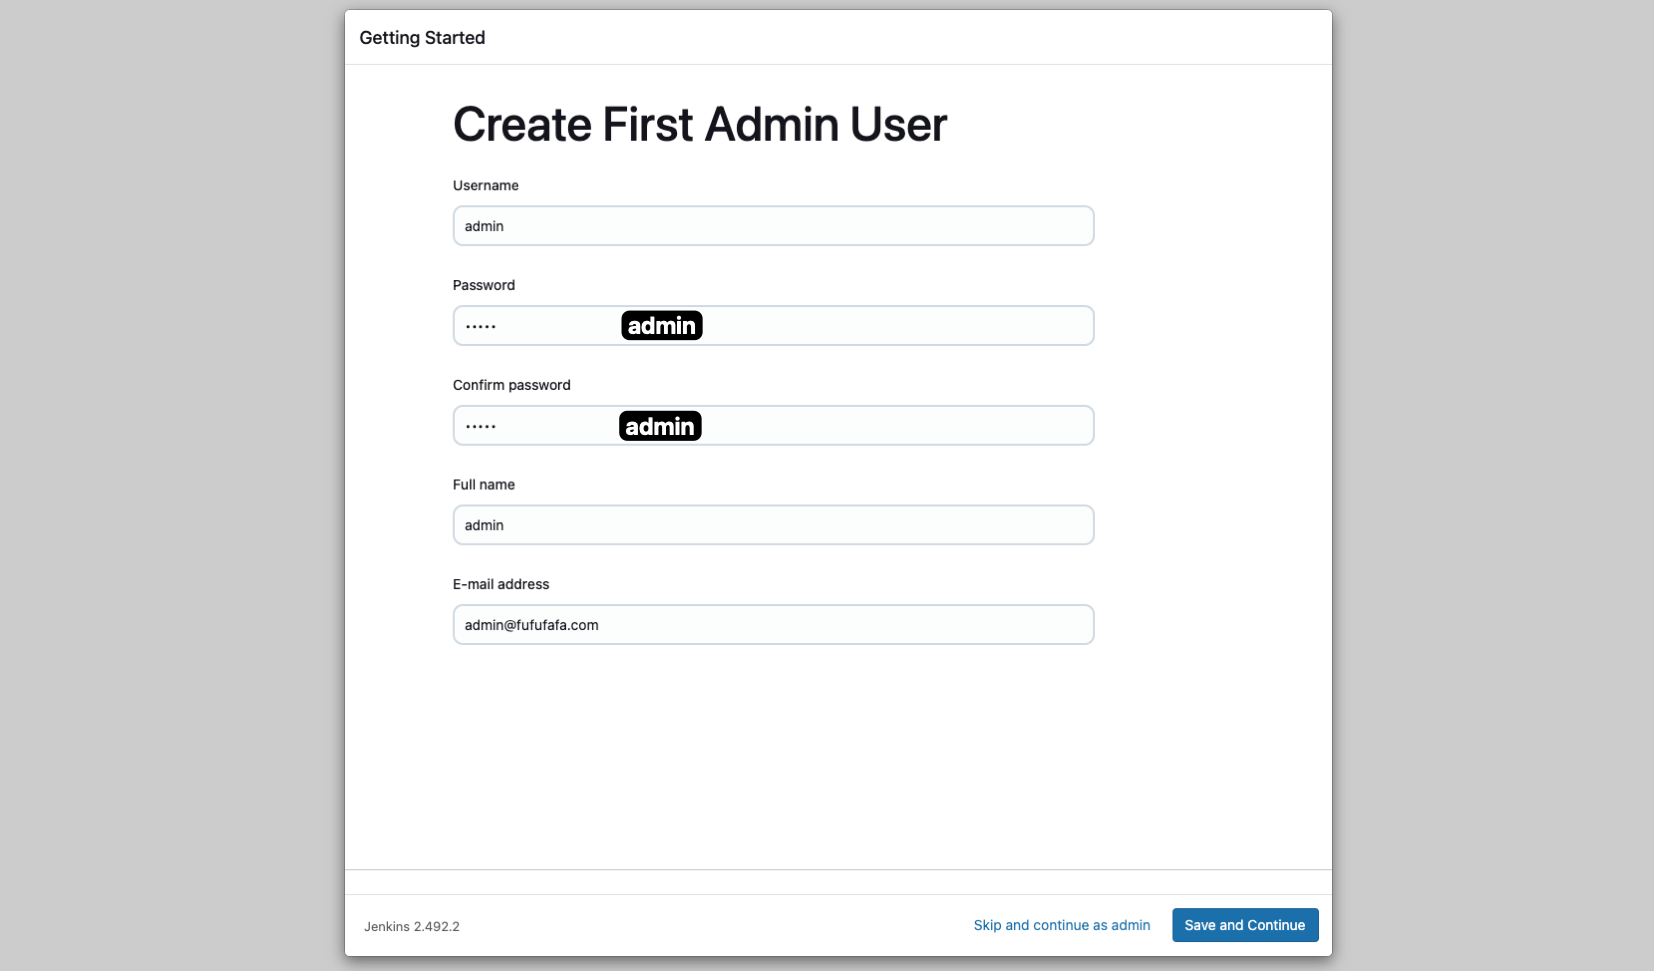 Getting Started
Create First Admin User
Username
admin
Password
•••••
admin
Confirm password
•••••
admin
Full name
admin
E-mail address
admin@fufufafa.com
Jenkins 2.492.2
Skip and continue as admin
Save and Continue